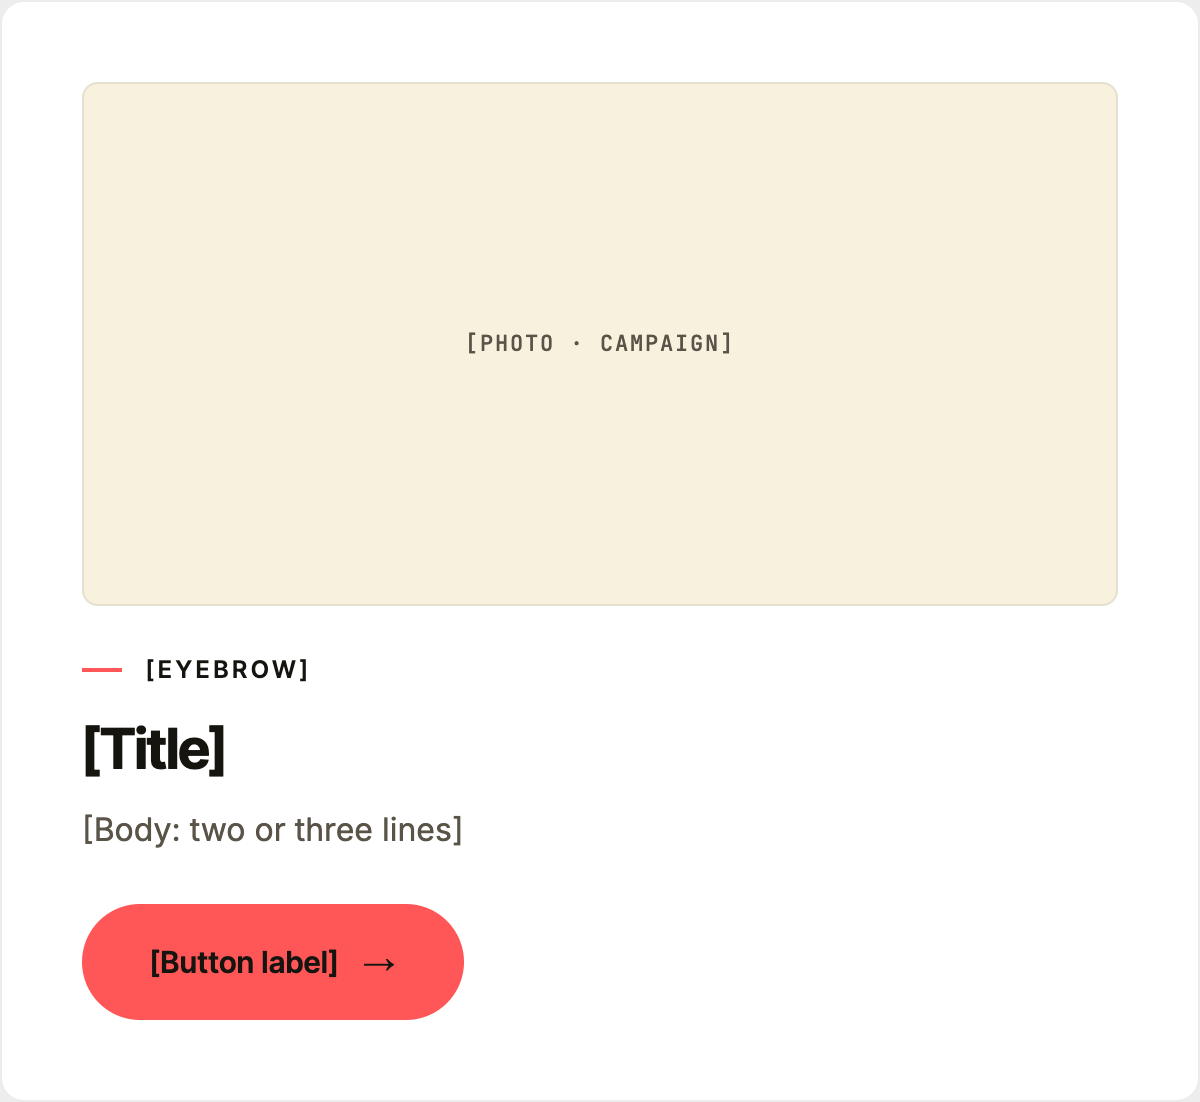 [PHOTO · CAMPAIGN]
[EYEBROW]
[Title]
[Body: two or three lines]
[Button label] →